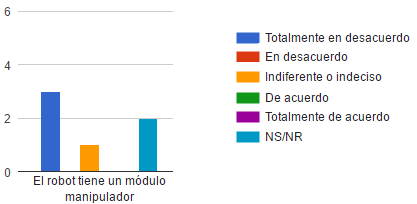 6
4
2
0
El robot tiene un módulo
manipulador
Totalmente en desacuerdo
En desacuerdo
Indiferente o indeciso
De acuerdo
Totalmente de acuerdo
NS/NR